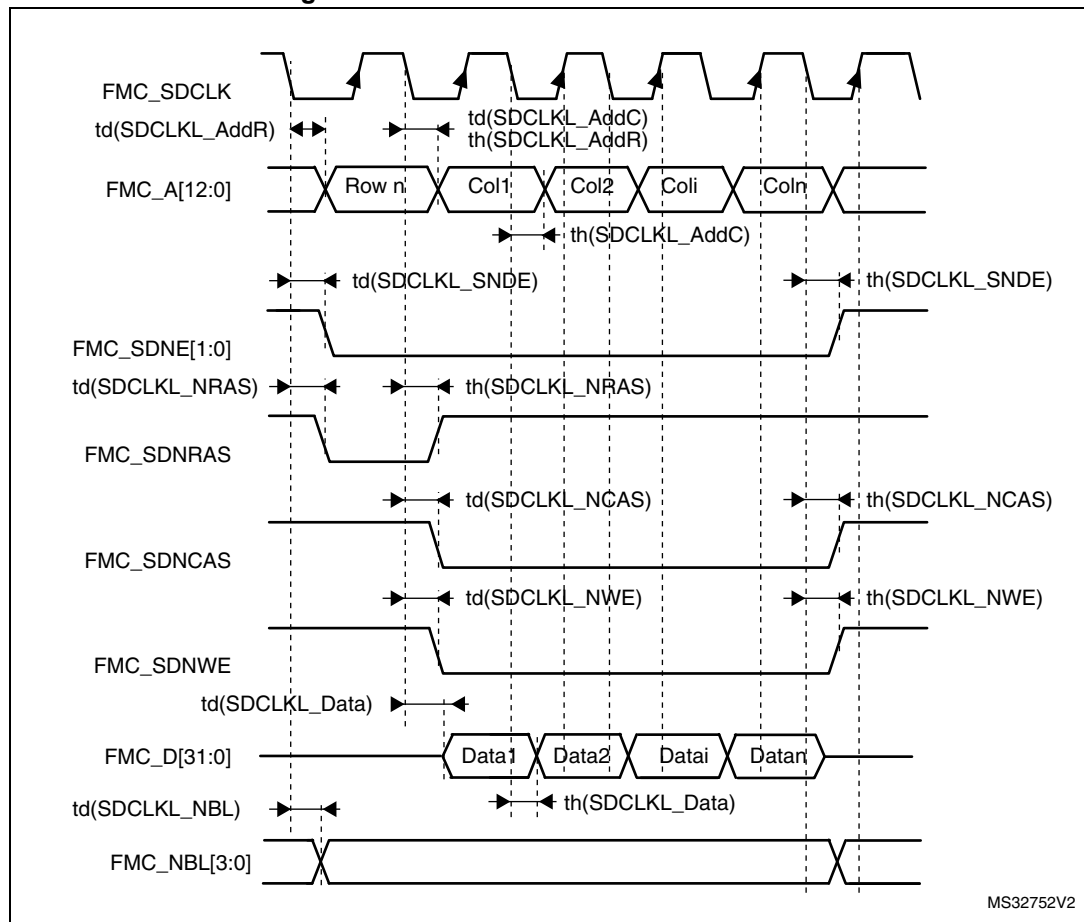 FMC_SDCLK
td(SDCLKL_AddR)
td(SDCLKL_AddC)
th(SDCLKL_AddR)
FMC_A[12:0]
Row n
Col1
Col2
Coli
Coln
th(SDCLKL_AddC)
td(SDCLKL_SNDE)
th(SDCLKL_SNDE)
FMC_SDNE[1:0]
td(SDCLKL_NRAS)
th(SDCLKL_NRAS)
FMC_SDNRAS
td(SDCLKL_NCAS)
th(SDCLKL_NCAS)
FMC_SDNCAS
td(SDCLKL_NWE)
th(SDCLKL_NWE)
FMC_SDNWE
td(SDCLKL_Data)
FMC_D[31:0]
Data1
Data2
Datai
Datan
td(SDCLKL_NBL)
th(SDCLKL_Data)
FMC_NBL[3:0]
MS32752V2